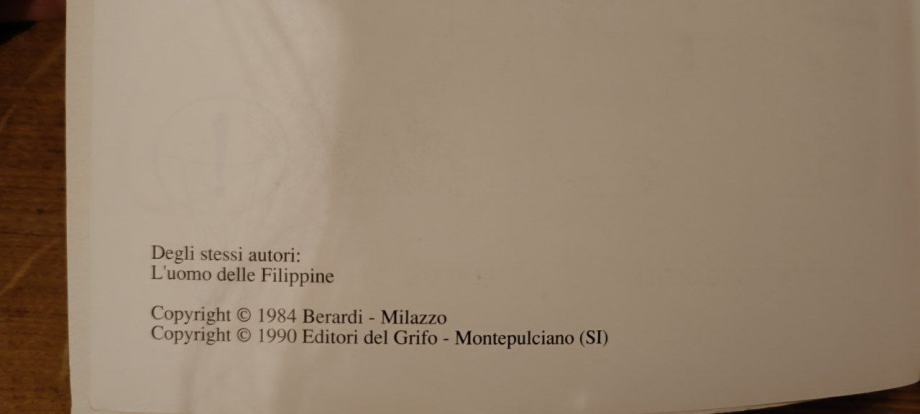 Degli stessi autori:
L'uomo delle Filippine
Copyright © 1984 Berardi - Milazzo
Copyright © 1990 Editori del Grifo - Montepulciano (SI)